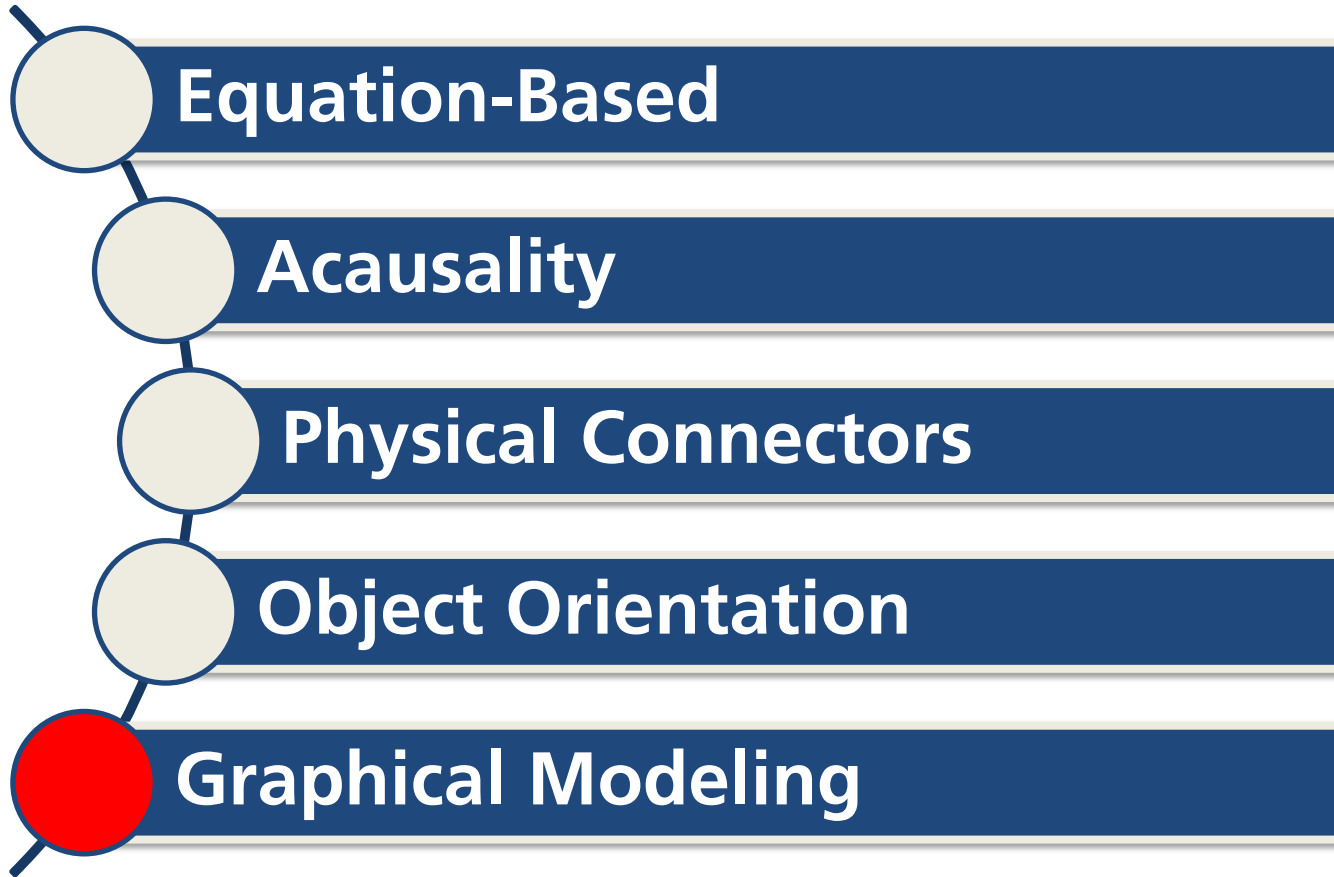 Equation-Based
Acausality
Physical Connectors
Object Orientation
Graphical Modeling